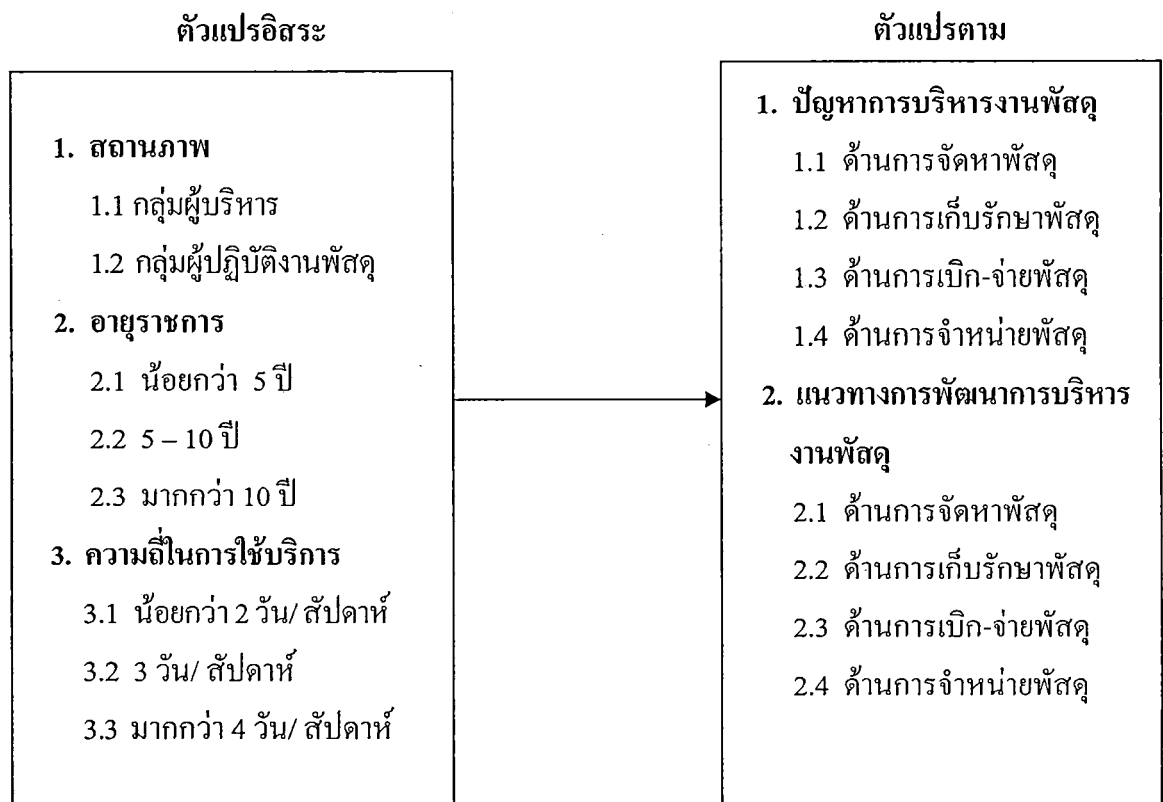 ตัวแปรอิสระ
1. สถานภาพ
1.1 กลุ่มผู้บริหาร
1.2 กลุ่มผู้ปฏิบัติงานพัสดุ
2. อายุราชการ
2.1 น้อยกว่า 5 ปี
2.2 5 – 10 ปี
2.3 มากกว่า 10 ปี
3. ความถี่ในการใช้บริการ
3.1 น้อยกว่า 2 วัน/ สัปดาห์
3.2 3 วัน/ สัปดาห์
3.3 มากกว่า 4 วัน/ สัปดาห์
ตัวแปรตาม
1. ปัญหาการบริหารงานพัสดุ
1.1 ด้านการจัดหาพัสดุ
1.2 ด้านการเก็บรักษาพัสดุ
1.3 ด้านการเบิก-จ่ายพัสดุ
1.4 ด้านการจำหน่ายพัสดุ
2. แนวทางการพัฒนาการบริหาร
งานพัสดุ
2.1 ด้านการจัดหาพัสดุ
2.2 ด้านการเก็บรักษาพัสดุ
2.3 ด้านการเบิก-จ่ายพัสดุ
2.4 ด้านการจำหน่ายพัสดุ